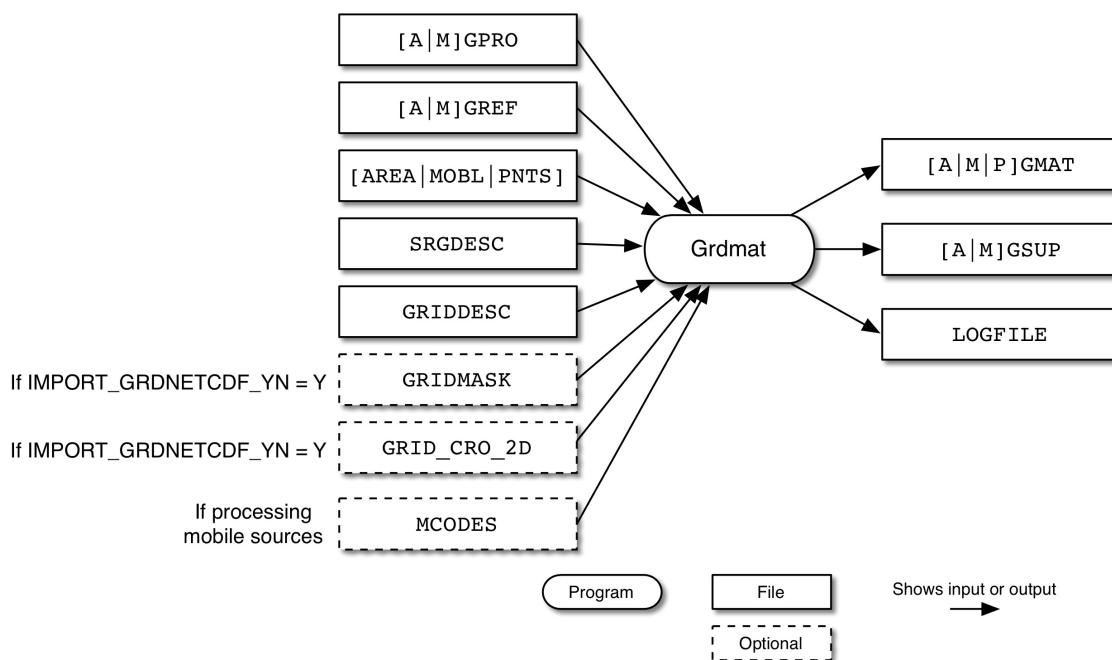 [A|M]GPRO
[A|M]GREF
[AREA|MOBL|PNTS]
SRGDESC
GRIDDESC
If IMPORT_GRDNETCDF_YN = Y
GRIDMASK
If IMPORT_GRDNETCDF_YN = Y
GRID_CRO_2D
If processing
mobile sources
MCODES
Grdmat
[A|M|P]GMAT
[A|M]GSUP
LOGFILE
Program
File
Shows input or output
Optional